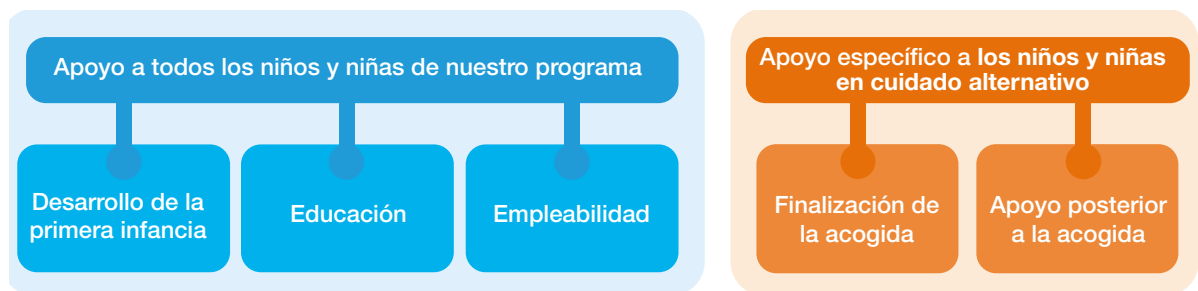 Apoyo a todos los niños y niñas de nuestro programa
Desarrollo de la
primera infancia
Educación
Empleabilidad
Apoyo específico a los niños y niñas
en cuidado alternativo
Finalización de
la acogida
Apoyo posterior
a la acogida